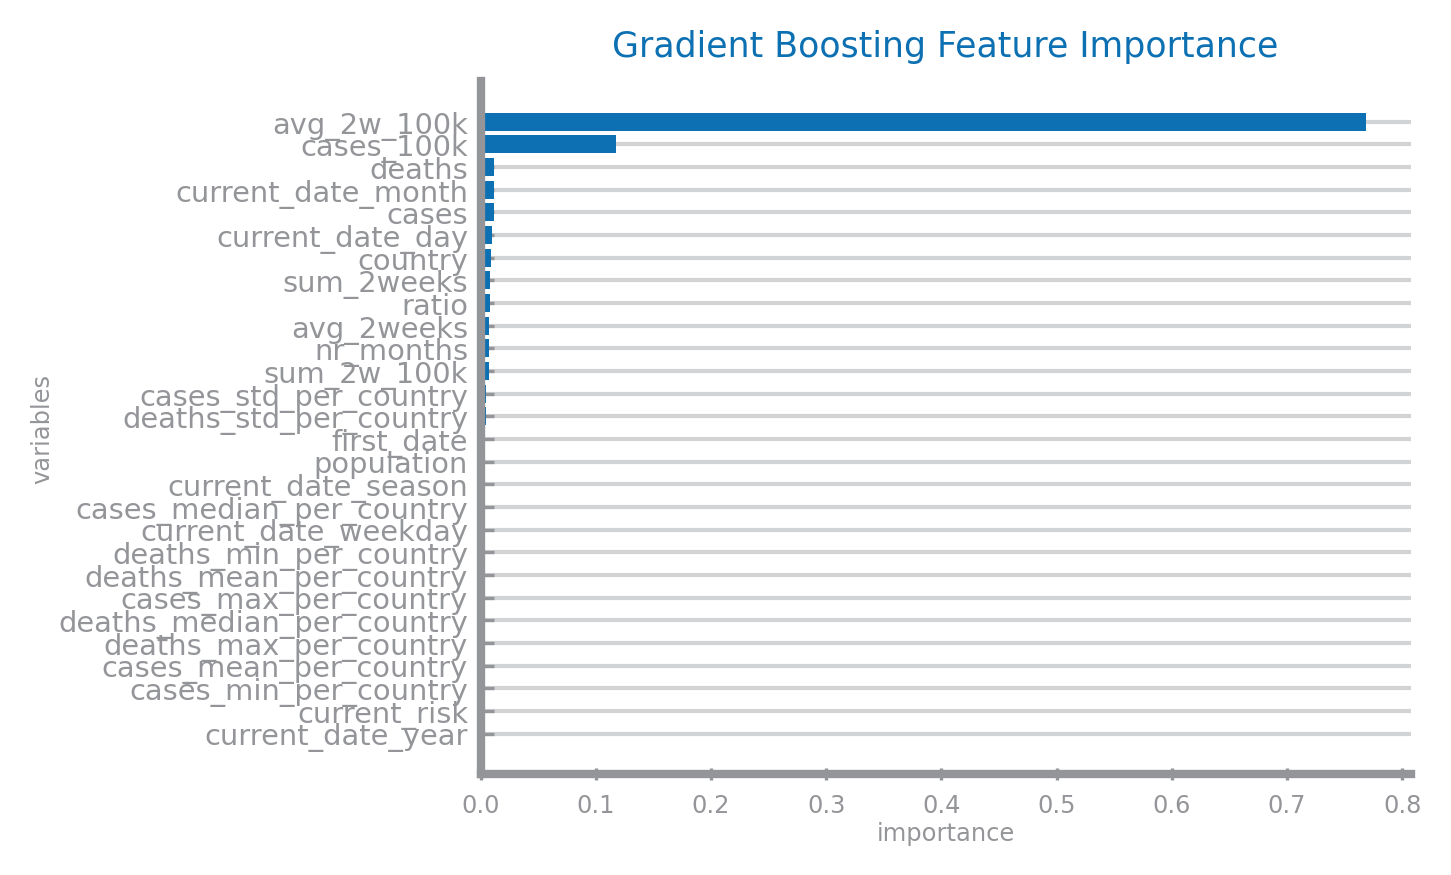 Gradient Boosting Feature Importance
avg_2w_100k
cases_100k
deaths
current_date_month
cases
current_date_day
country
sum_2weeks
ratio
avg_2weeks
nr_months
sum_2w_100k
cases_std_per_country
deaths_std_per_country
first_date
population
current_date_season
cases_median_per_country
current_date_weekday
deaths_min_per_country
deaths_mean_per_country
cases_max_per_country
deaths_median_per_country
deaths_max_per_country
cases_mean_per_country
cases_min_per_country
current_risk
current_date_year
variables
0.0 0.1 0.2 0.3 0.4 0.5 0.6 0.7 0.8
importance